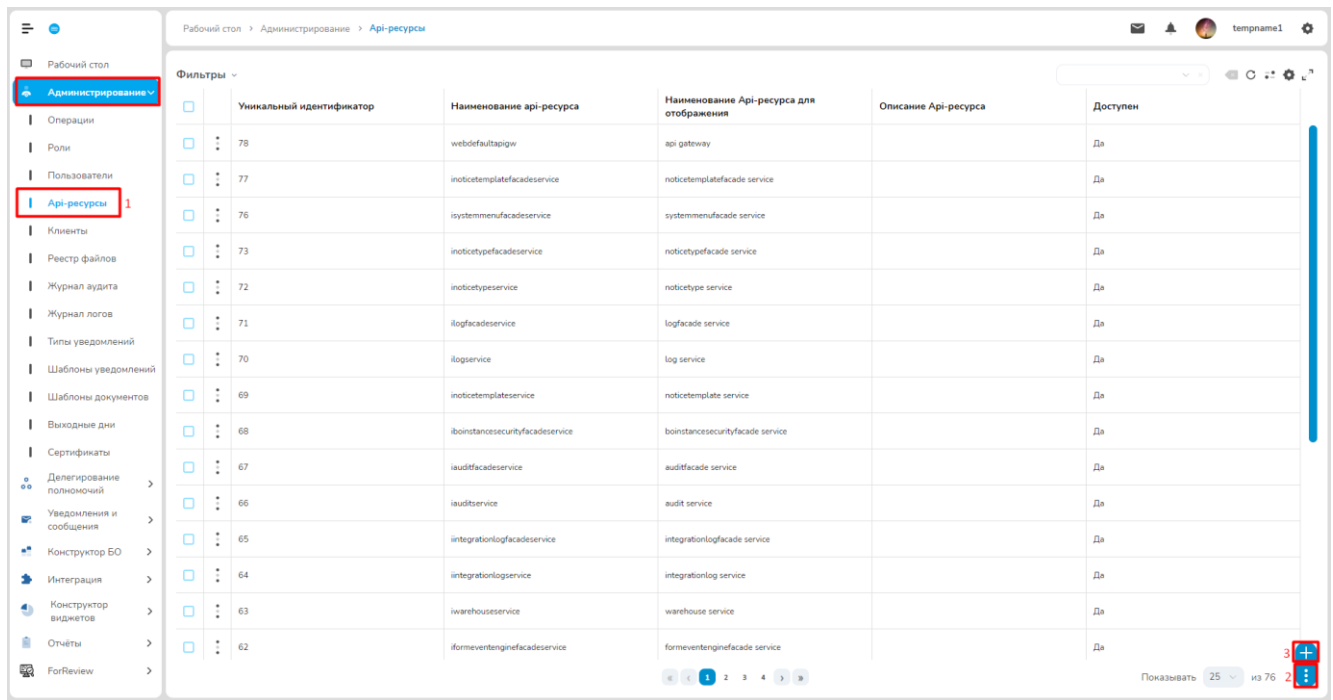 Рабочий стол > Администрирование > Api-ресурсы
tempname1
Рабочий стол
Администрирование
Операции
Роли
Пользователи
Api-ресурсы 1
Клиенты
Реестр файлов
Журнал аудита
Журнал логов
Типы уведомлений
Шаблоны уведомлений
Шаблоны документов
Выходные дни
Сертификаты
Делегирование
полномочий
Уведомления и
сообщения
Конструктор БО
Интеграция
Конструктор
виджетов
Отчёты
ForReview
Фильтры
Уникальный идентификатор Наименование api-ресурса Наименование Api-ресурса для Описание Api-ресурса Доступен
отображения
78 webdefaultapigw api gateway Да
77 inoticetemplatefacadeservice noticetemplatefacade service Да
76 isystemmenufacadeservice systemmenufacade service Да
73 inoticetypefacadeservice noticetypefacade service Да
72 inoticetypeservice noticetype service Да
71 ilogfacadeservice logfacade service Да
70 ilogservice log service Да
69 inoticetemplateservice noticetemplate service Да
68 iboinstancesecurityfacadeservice boinstancesecurityfacade service Да
67 iauditfacadeservice auditfacade service Да
66 iauditservice audit service Да
65 iintegrationlogfacadeservice integrationlogfacade service Да
64 iintegrationlogservice integrationlog service Да
63 iwarehouseservice warehouse service Да
62 iformeventenginefacadeservice formeventenginefacade service Да
3 +
« ‹ 1 2 3 4 › » Показывать 25 из 76 2